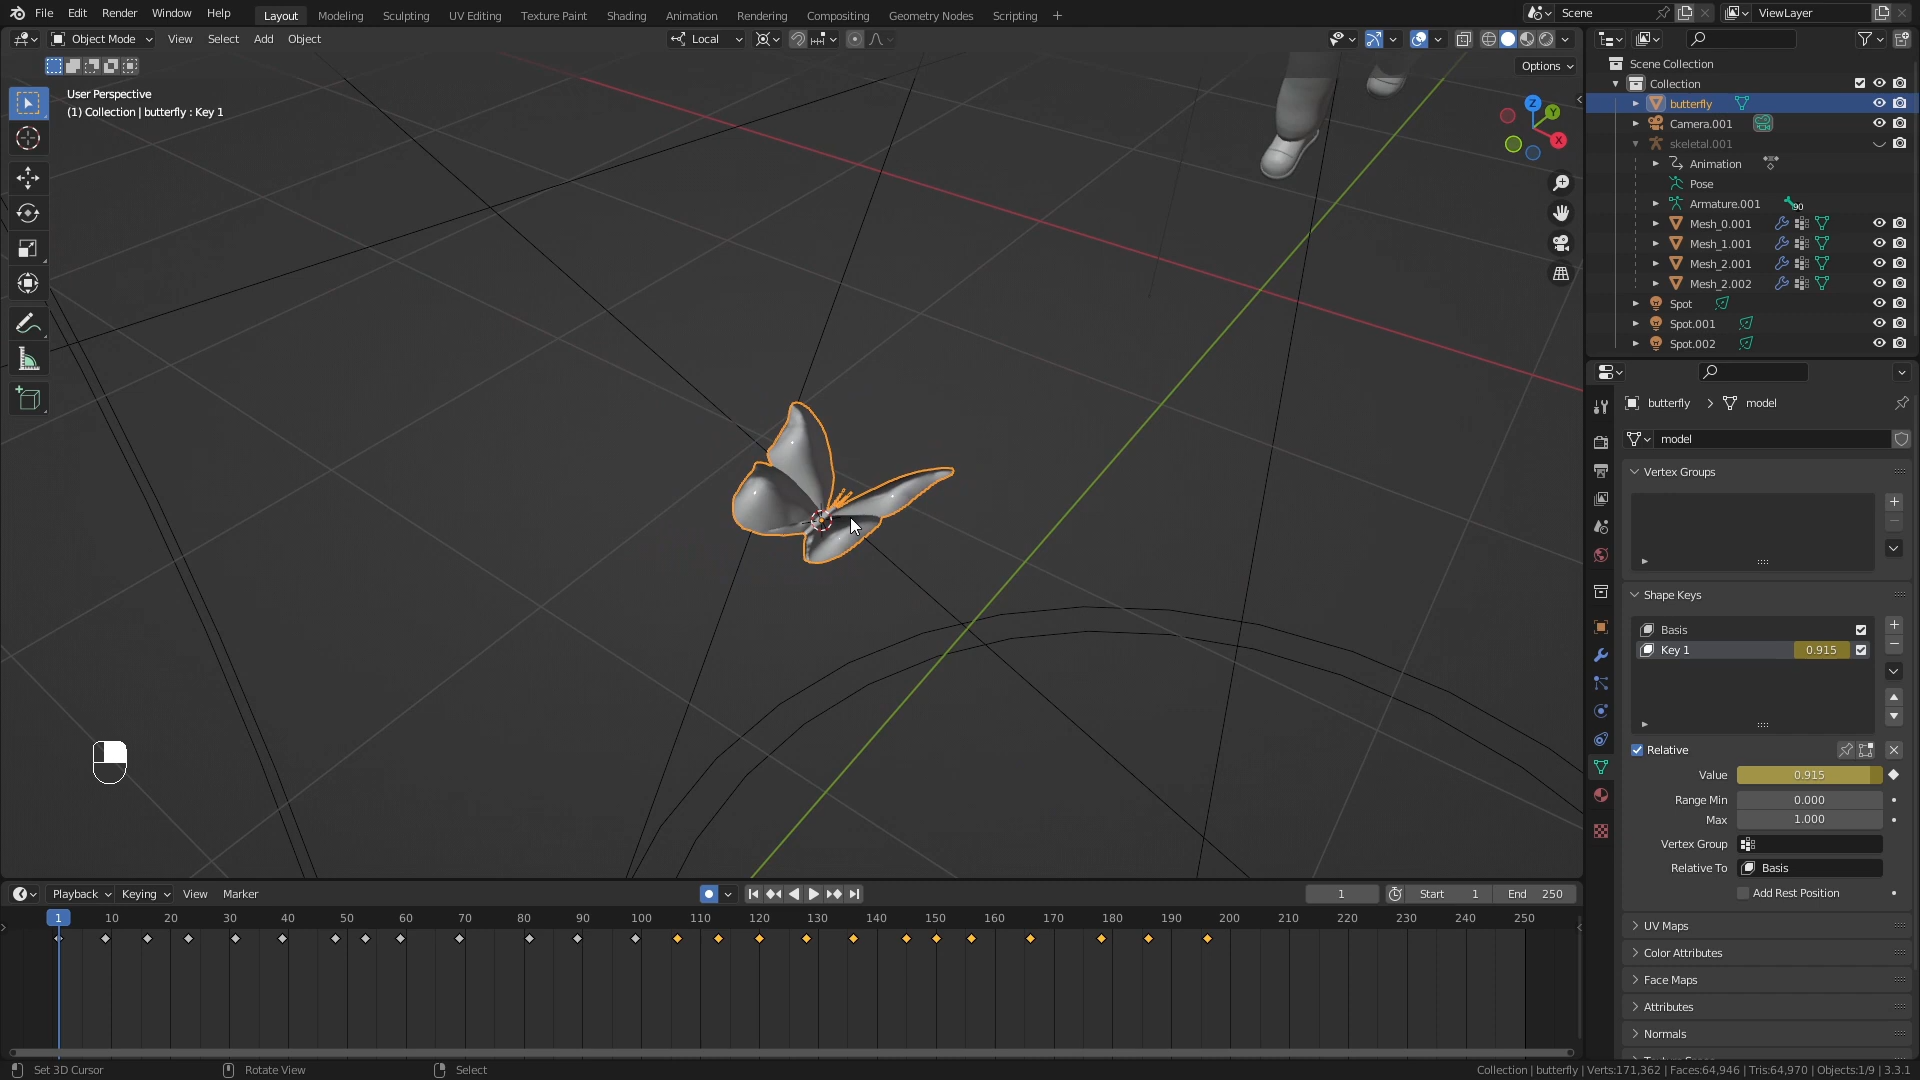 File Edit Render Window Help Layout Modeling Sculpting UV Editing Texture Paint Shading Animation Rendering Compositing Geometry Nodes Scripting + Scene ViewLayer
Object Mode View Select Add Object Local
Options
User Perspective
(1) Collection | butterfly : Key 1
Z
Y
X
Scene Collection
Collection
butterfly
Camera.001
skeletal.001
Animation
Pose
Armature.001 90
Mesh_0.001
Mesh_1.001
Mesh_2.001
Mesh_2.002
Spot
Spot.001
Spot.002
butterfly > model
model
Vertex Groups
Shape Keys
Basis
Key 1 0.915
Relative
Value 0.915
Range Min 0.000
Max 1.000
Vertex Group
Relative To Basis
Add Rest Position
UV Maps
Color Attributes
Face Maps
Attributes
Normals
Playback Keying View Marker 1 Start 1 End 250
1 10 20 30 40 50 60 70 80 90 100 110 120 130 140 150 160 170 180 190 200 210 220 230 240 250
Set 3D Cursor Rotate View Select Collection | butterfly | Verts:171,362 | Faces:64,946 | Tris:64,970 | Objects:1/9 | 3.3.1